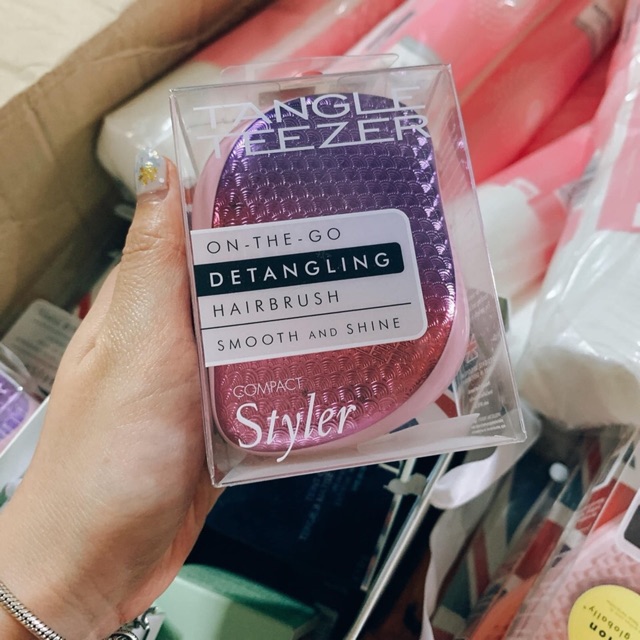 TANGLE
TEEZER
ON-THE-GO
DETANGLING
HAIRBRUSH
SMOOTH AND SHINE
COMPACT
Styler